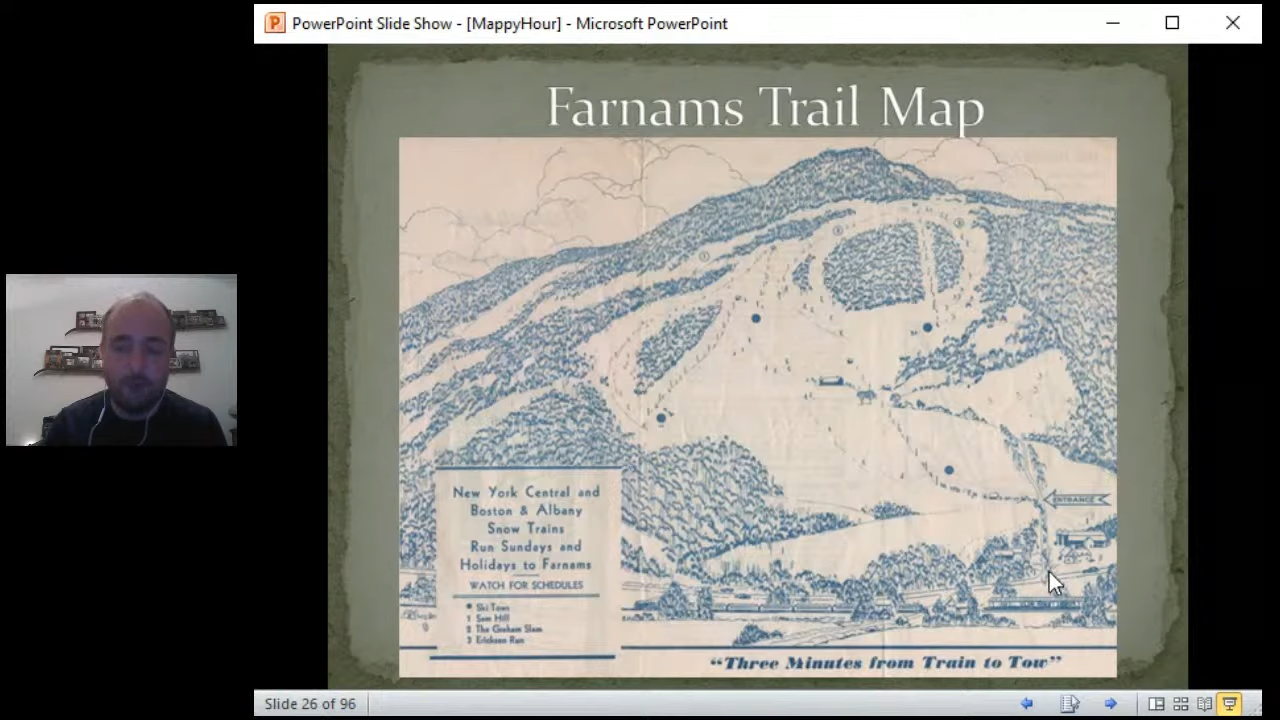 PowerPoint Slide Show - [MappyHour] - Microsoft PowerPoint
Farnams Trail Map
ENTRANCE
New York Central and
Boston & Albany
Snow Trains
Run Sundays and
Holidays to Farnams
WATCH FOR SCHEDULES
Ski Tows
1 Sam Hill
2 The Graham Slam
3 Erickson Run
"Three Minutes from Train to Tow"
Slide 26 of 96